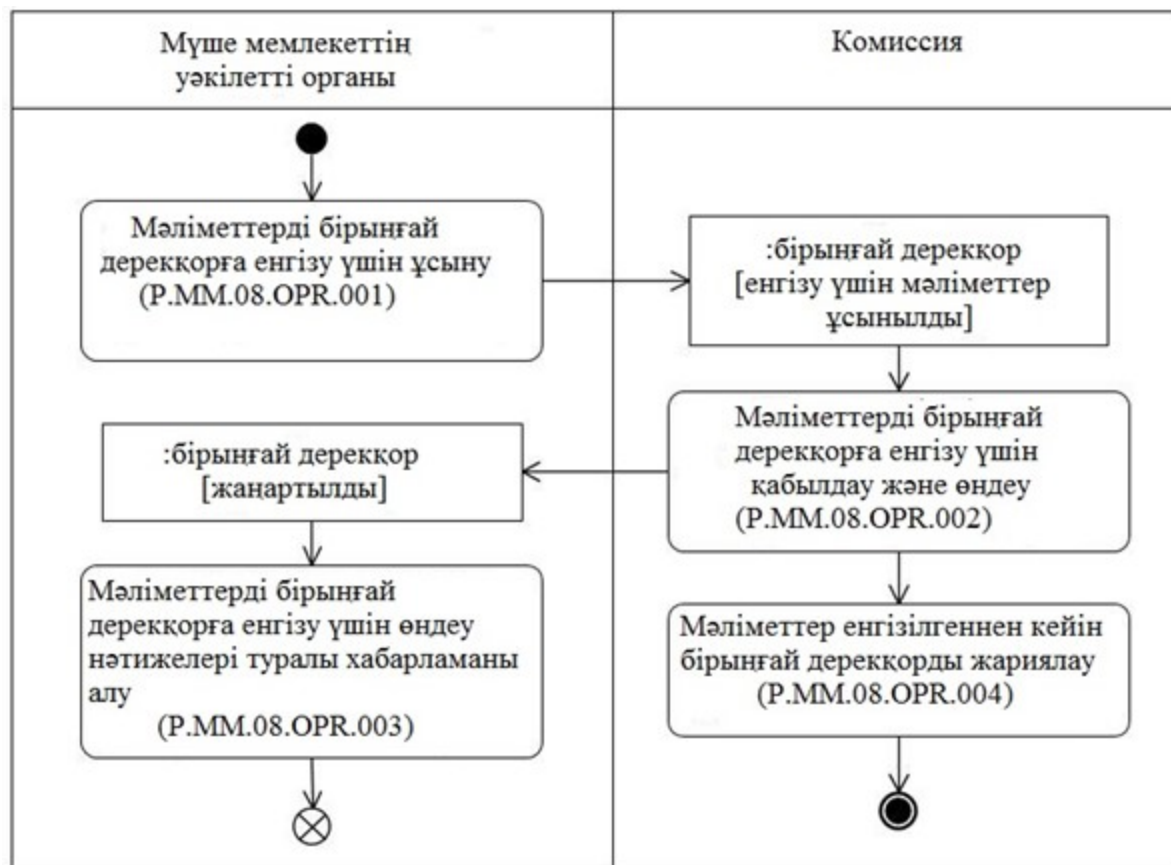 Мүше мемлекеттің
уәкілетті органы
Комиссия
Мәліметтерді бірыңғай
дерекқорға енгізу үшін ұсыну
(P.MM.08.OPR.001)
:бірыңғай дерекқор
[енгізу үшін мәліметтер
ұсынылды]
Мәліметтерді бірыңғай
дерекқорға енгізу үшін
қабылдау және өңдеу
(P.MM.08.OPR.002)
:бірыңғай дерекқор
[жаңартылды]
Мәліметтерді бірыңғай
дерекқорға енгізу үшін өңдеу
нәтижелері туралы хабарламаны
алу
(P.MM.08.OPR.003)
Мәліметтер енгізілгеннен кейін
бірыңғай дерекқорды жариялау
(P.MM.08.OPR.004)